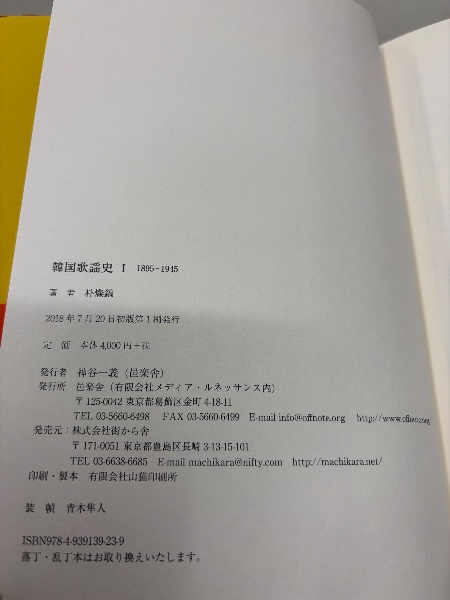 韓国歌謡史 Ⅰ 1895-1945
著 者 朴燦鎬
2018年7月20日初版第1刷発行
定 価 本体4,000円+税
発行者 神谷一義（邑楽舎）
発行所 邑楽舎（有限会社メディア・ルネッサンス内）
〒125-0042 東京都葛飾区金町4-18-11
TEL 03-5660-6498 FAX 03-5660-6499 E-mail info@offnote.org http://www.offnote.org/
発売元：株式会社街から舎
〒171-0051 東京都豊島区長崎3-13-15-101
TEL 03-6638-6685 E-mail machikara@nifty.com http://machikara.net/
印刷・製本 有限会社山猫印刷所
装 幀 青木隼人
ISBN978-4-939139-23-9
落丁・乱丁本はお取り換えいたします。